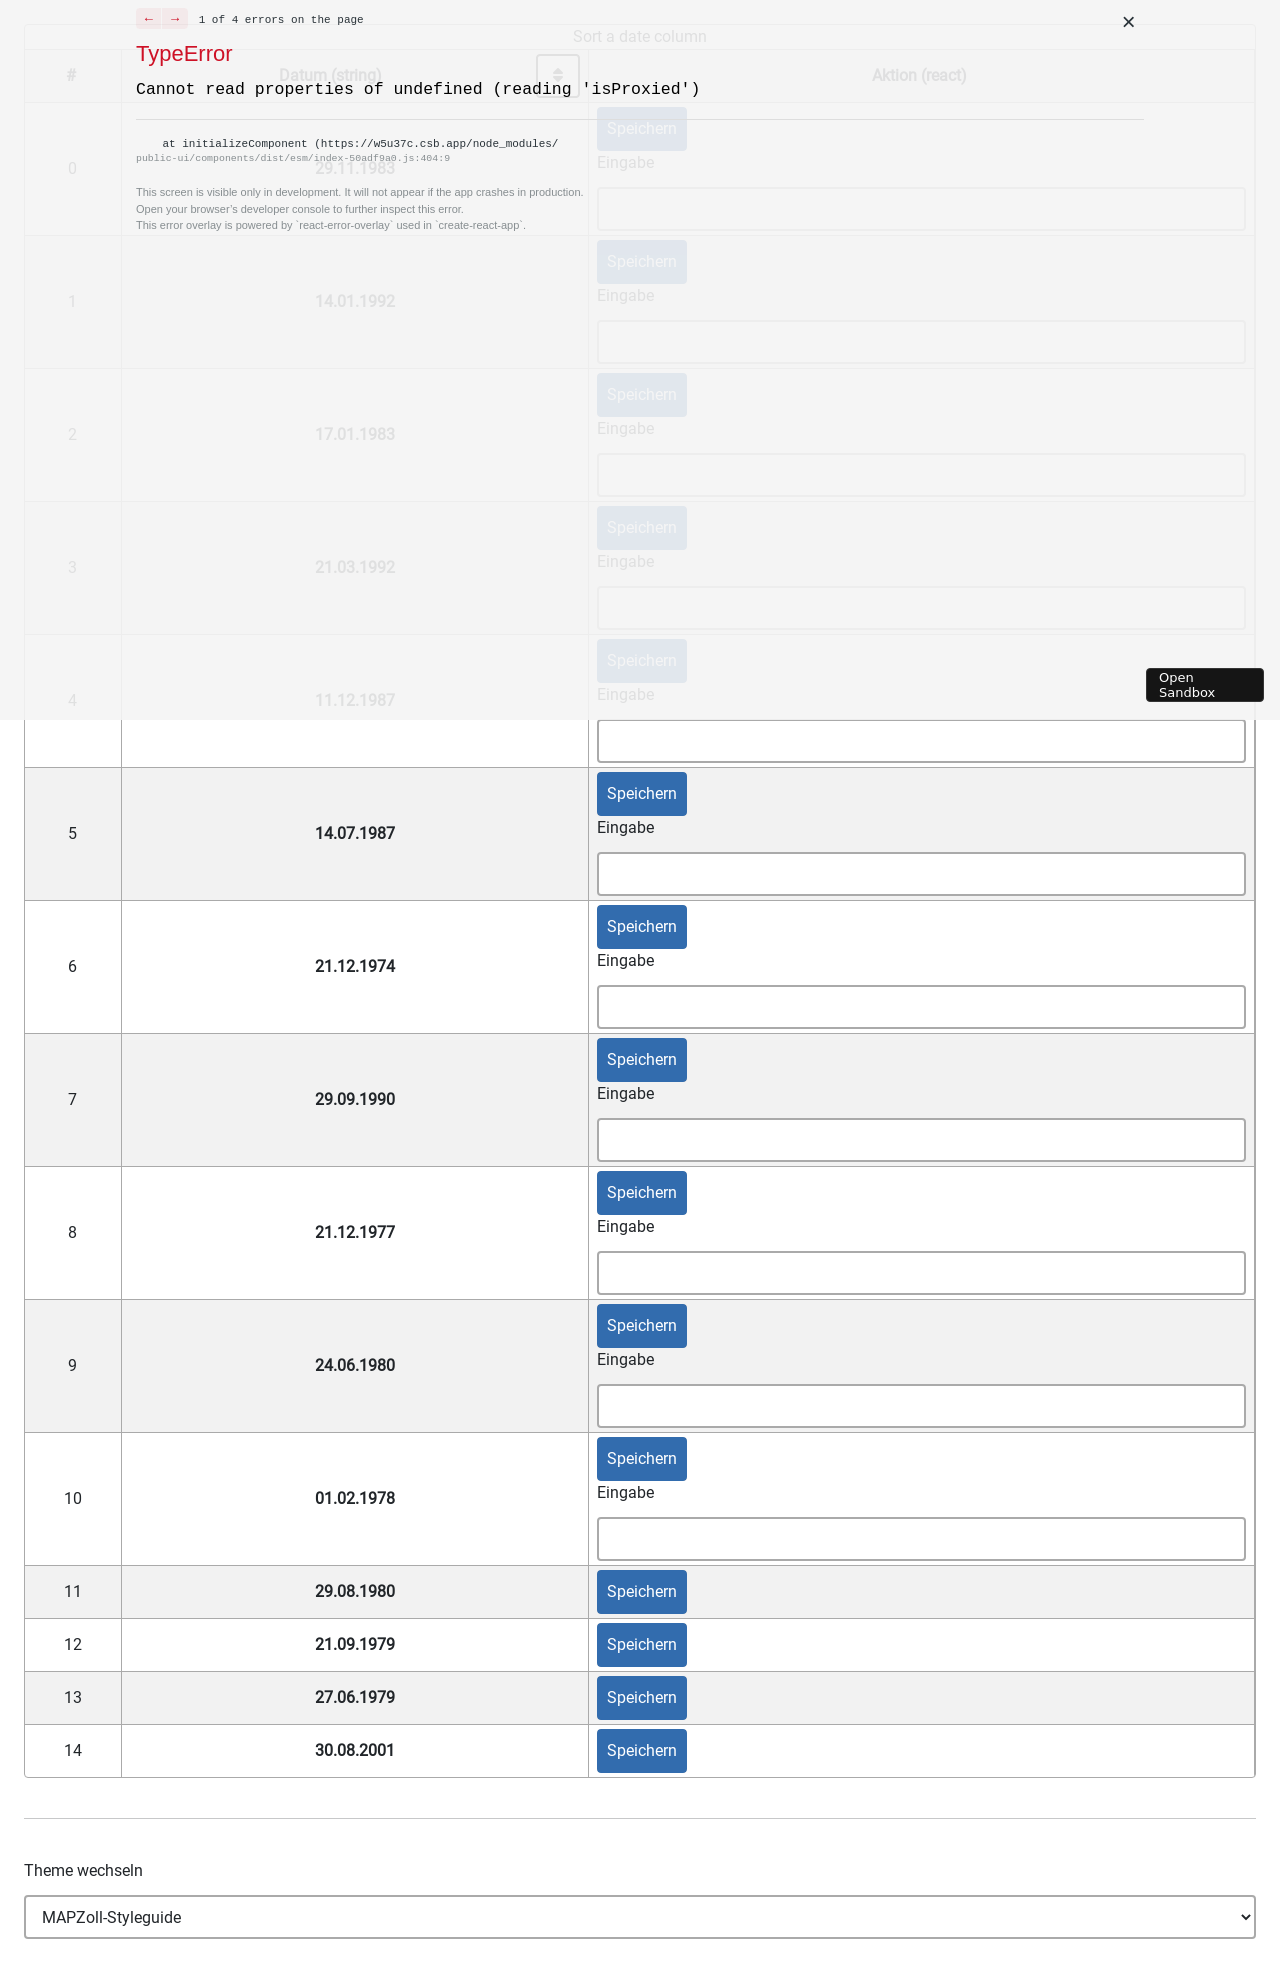 ← → 1 of 4 errors on the page ×
Sort a date column
TypeError
# Datum (string) Aktion (react)
Cannot read properties of undefined (reading 'isProxied')
Speichern
at initializeComponent (https://w5u37c.csb.app/node_modules/
public-ui/components/dist/esm/index-50adf9a0.js:404:9
Eingabe
0 29.11.1983
This screen is visible only in development. It will not appear if the app crashes in production.
Open your browser's developer console to further inspect this error.
This error overlay is powered by `react-error-overlay` used in `create-react-app`.
Speichern
Eingabe
1 14.01.1992
Speichern
Eingabe
2 17.01.1983
Speichern
Eingabe
3 21.03.1992
Speichern
Eingabe
4 11.12.1987
Open
Sandbox
Speichern
Eingabe
5 14.07.1987
Speichern
Eingabe
6 21.12.1974
Speichern
Eingabe
7 29.09.1990
Speichern
Eingabe
8 21.12.1977
Speichern
Eingabe
9 24.06.1980
Speichern
Eingabe
10 01.02.1978
11 29.08.1980 Speichern
12 21.09.1979 Speichern
13 27.06.1979 Speichern
14 30.08.2001 Speichern
Theme wechseln
MAPZoll-Styleguide